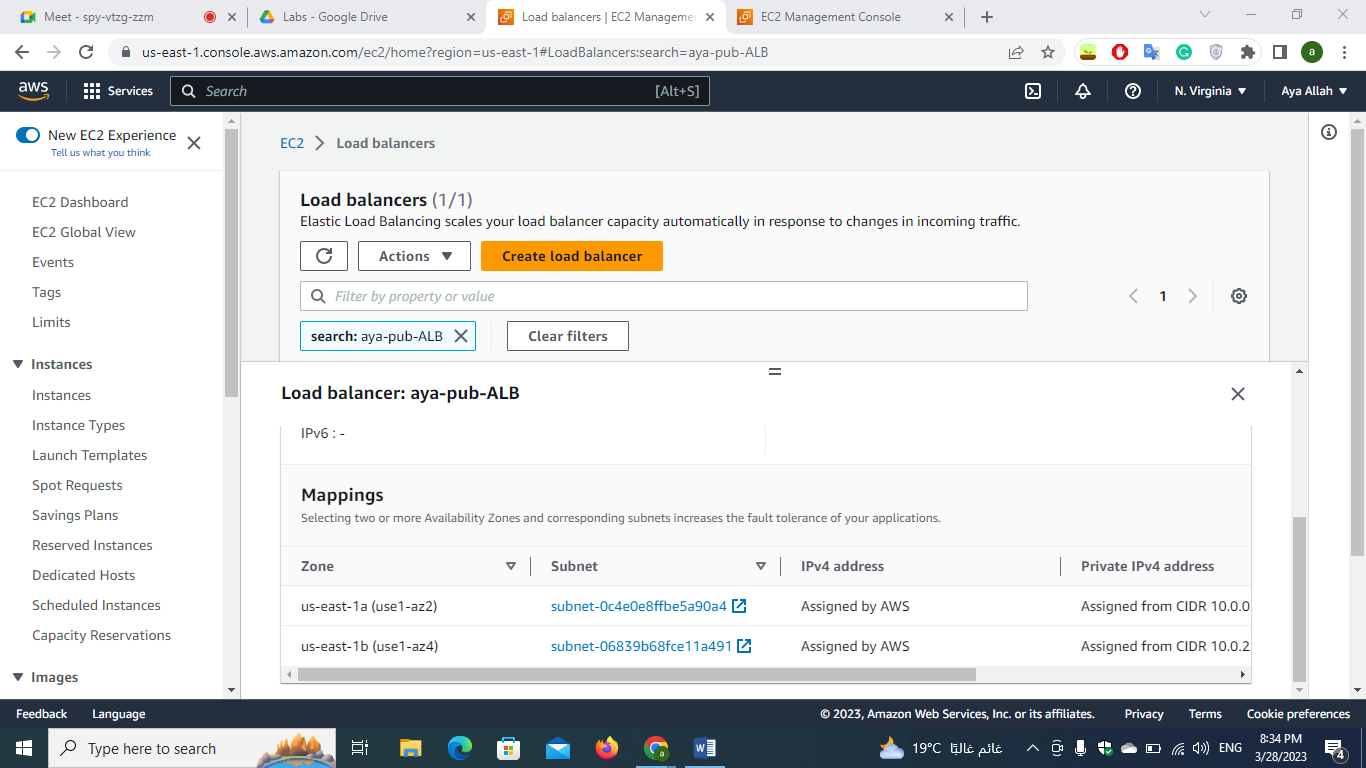 Meet - spy-vtzg-zzm
Labs - Google Drive
Load balancers | EC2 Manageme
EC2 Management Console
us-east-1.console.aws.amazon.com/ec2/home?region=us-east-1#LoadBalancers:search=aya-pub-ALB
a
aws
Services
Search
[Alt+S]
N. Virginia
Aya Allah
New EC2 Experience
Tell us what you think
EC2 Dashboard
EC2 Global View
Events
Tags
Limits
Instances
Instances
Instance Types
Launch Templates
Spot Requests
Savings Plans
Reserved Instances
Dedicated Hosts
Scheduled Instances
Capacity Reservations
Images
EC2 > Load balancers
Load balancers (1/1)
Elastic Load Balancing scales your load balancer capacity automatically in response to changes in incoming traffic.
Actions
Create load balancer
Filter by property or value
1
search: aya-pub-ALB
Clear filters
Load balancer: aya-pub-ALB
IPv6 : -
Mappings
Selecting two or more Availability Zones and corresponding subnets increases the fault tolerance of your applications.
Zone Subnet IPv4 address Private IPv4 address
us-east-1a (use1-az2) subnet-0c4e0e8ffbe5a90a4 Assigned by AWS Assigned from CIDR 10.0.0
us-east-1b (use1-az4) subnet-06839b68fce11a491 Assigned by AWS Assigned from CIDR 10.0.2
Feedback
Language
© 2023, Amazon Web Services, Inc. or its affiliates.
Privacy
Terms
Cookie preferences
Type here to search
19°C غائم غالبًا
ENG
8:34 PM
3/28/2023
4